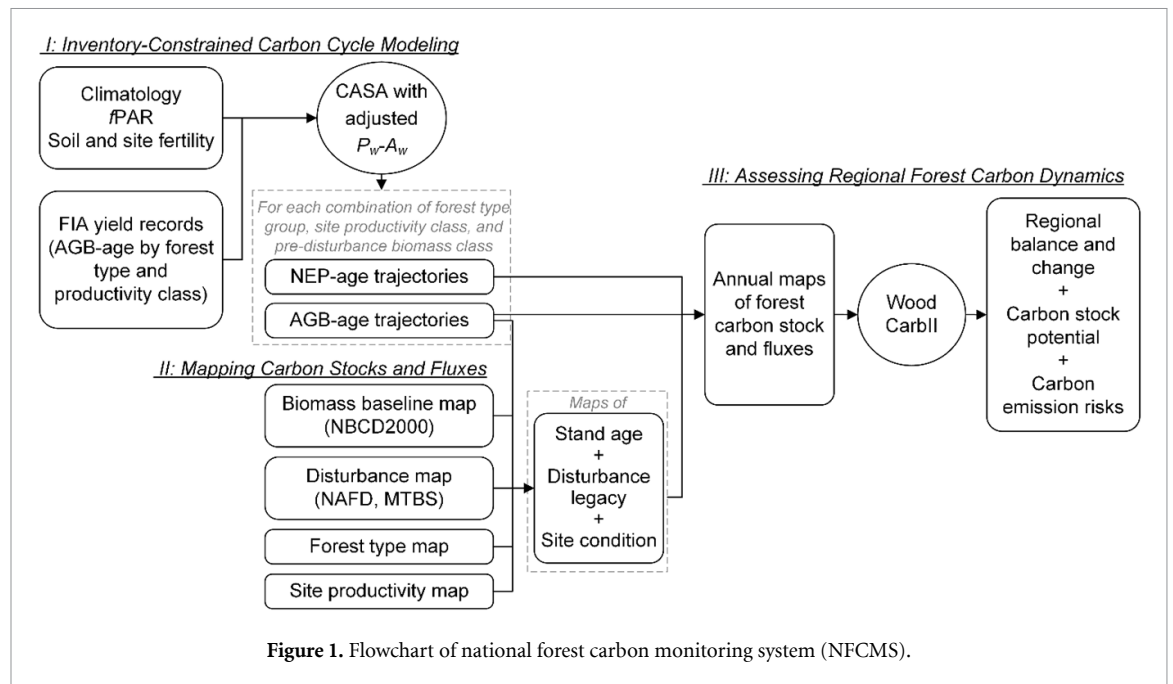 I: Inventory-Constrained Carbon Cycle Modeling
Climatology
fPAR
Soil and site fertility
CASA with
adjusted
Pw-Aw
FIA yield records
(AGB-age by forest
type and
productivity class)
For each combination of forest type
group, site productivity class, and
pre-disturbance biomass class
NEP-age trajectories
AGB-age trajectories
II: Mapping Carbon Stocks and Fluxes
Biomass baseline map
(NBCD2000)
Disturbance map
(NAFD, MTBS)
Forest type map
Site productivity map
Maps of
Stand age
+
Disturbance
legacy
+
Site condition
III: Assessing Regional Forest Carbon Dynamics
Annual maps
of forest
carbon stock
and fluxes
Wood
CarbII
Regional
balance and
change
+
Carbon stock
potential
+
Carbon
emission risks
Figure 1. Flowchart of national forest carbon monitoring system (NFCMS).